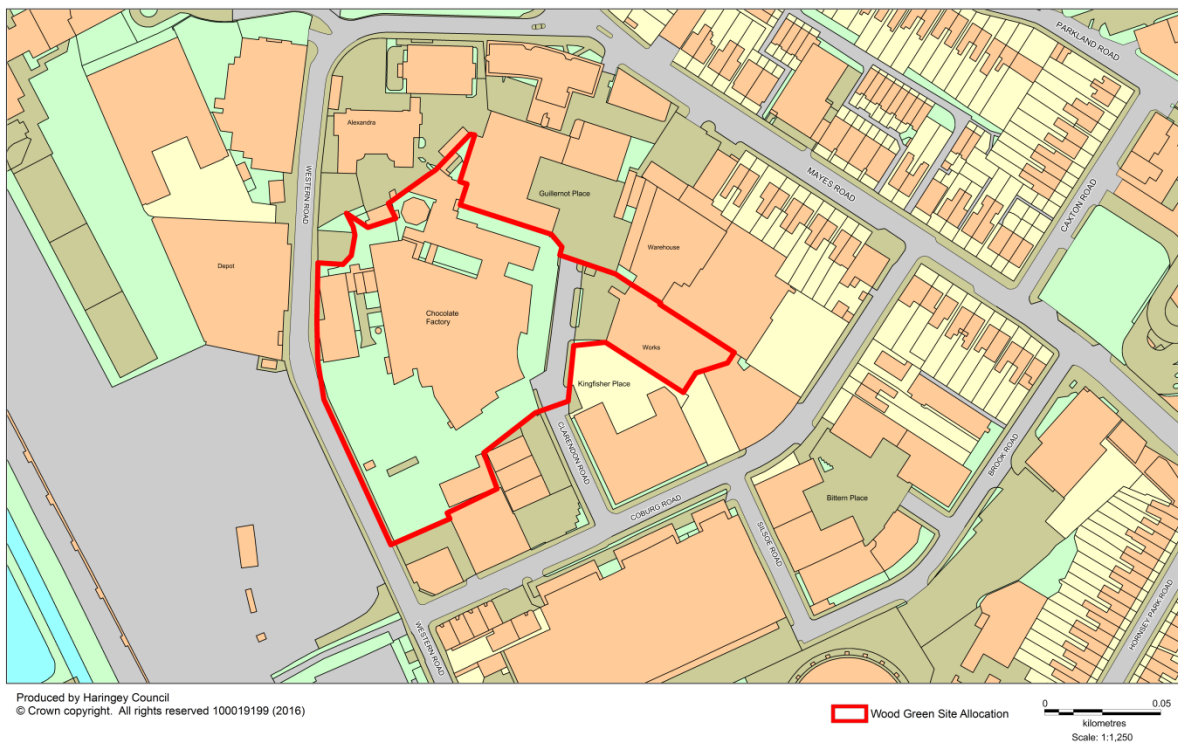 PARKLAND ROAD
Alexandra
WESTERN ROAD
MAYES ROAD
CAXTON ROAD
Guillemot Place
Warehouse
Depot
Chocolate
Factory
Works
Kingfisher Place
CLARENDON ROAD
BROOK ROAD
Bittern Place
COBURG ROAD
SILSOE ROAD
HORNSEY PARK ROAD
WESTERN ROAD
Produced by Haringey Council
© Crown copyright. All rights reserved 100019199 (2016)
Wood Green Site Allocation
0 0.05
kilometres
Scale: 1:1,250